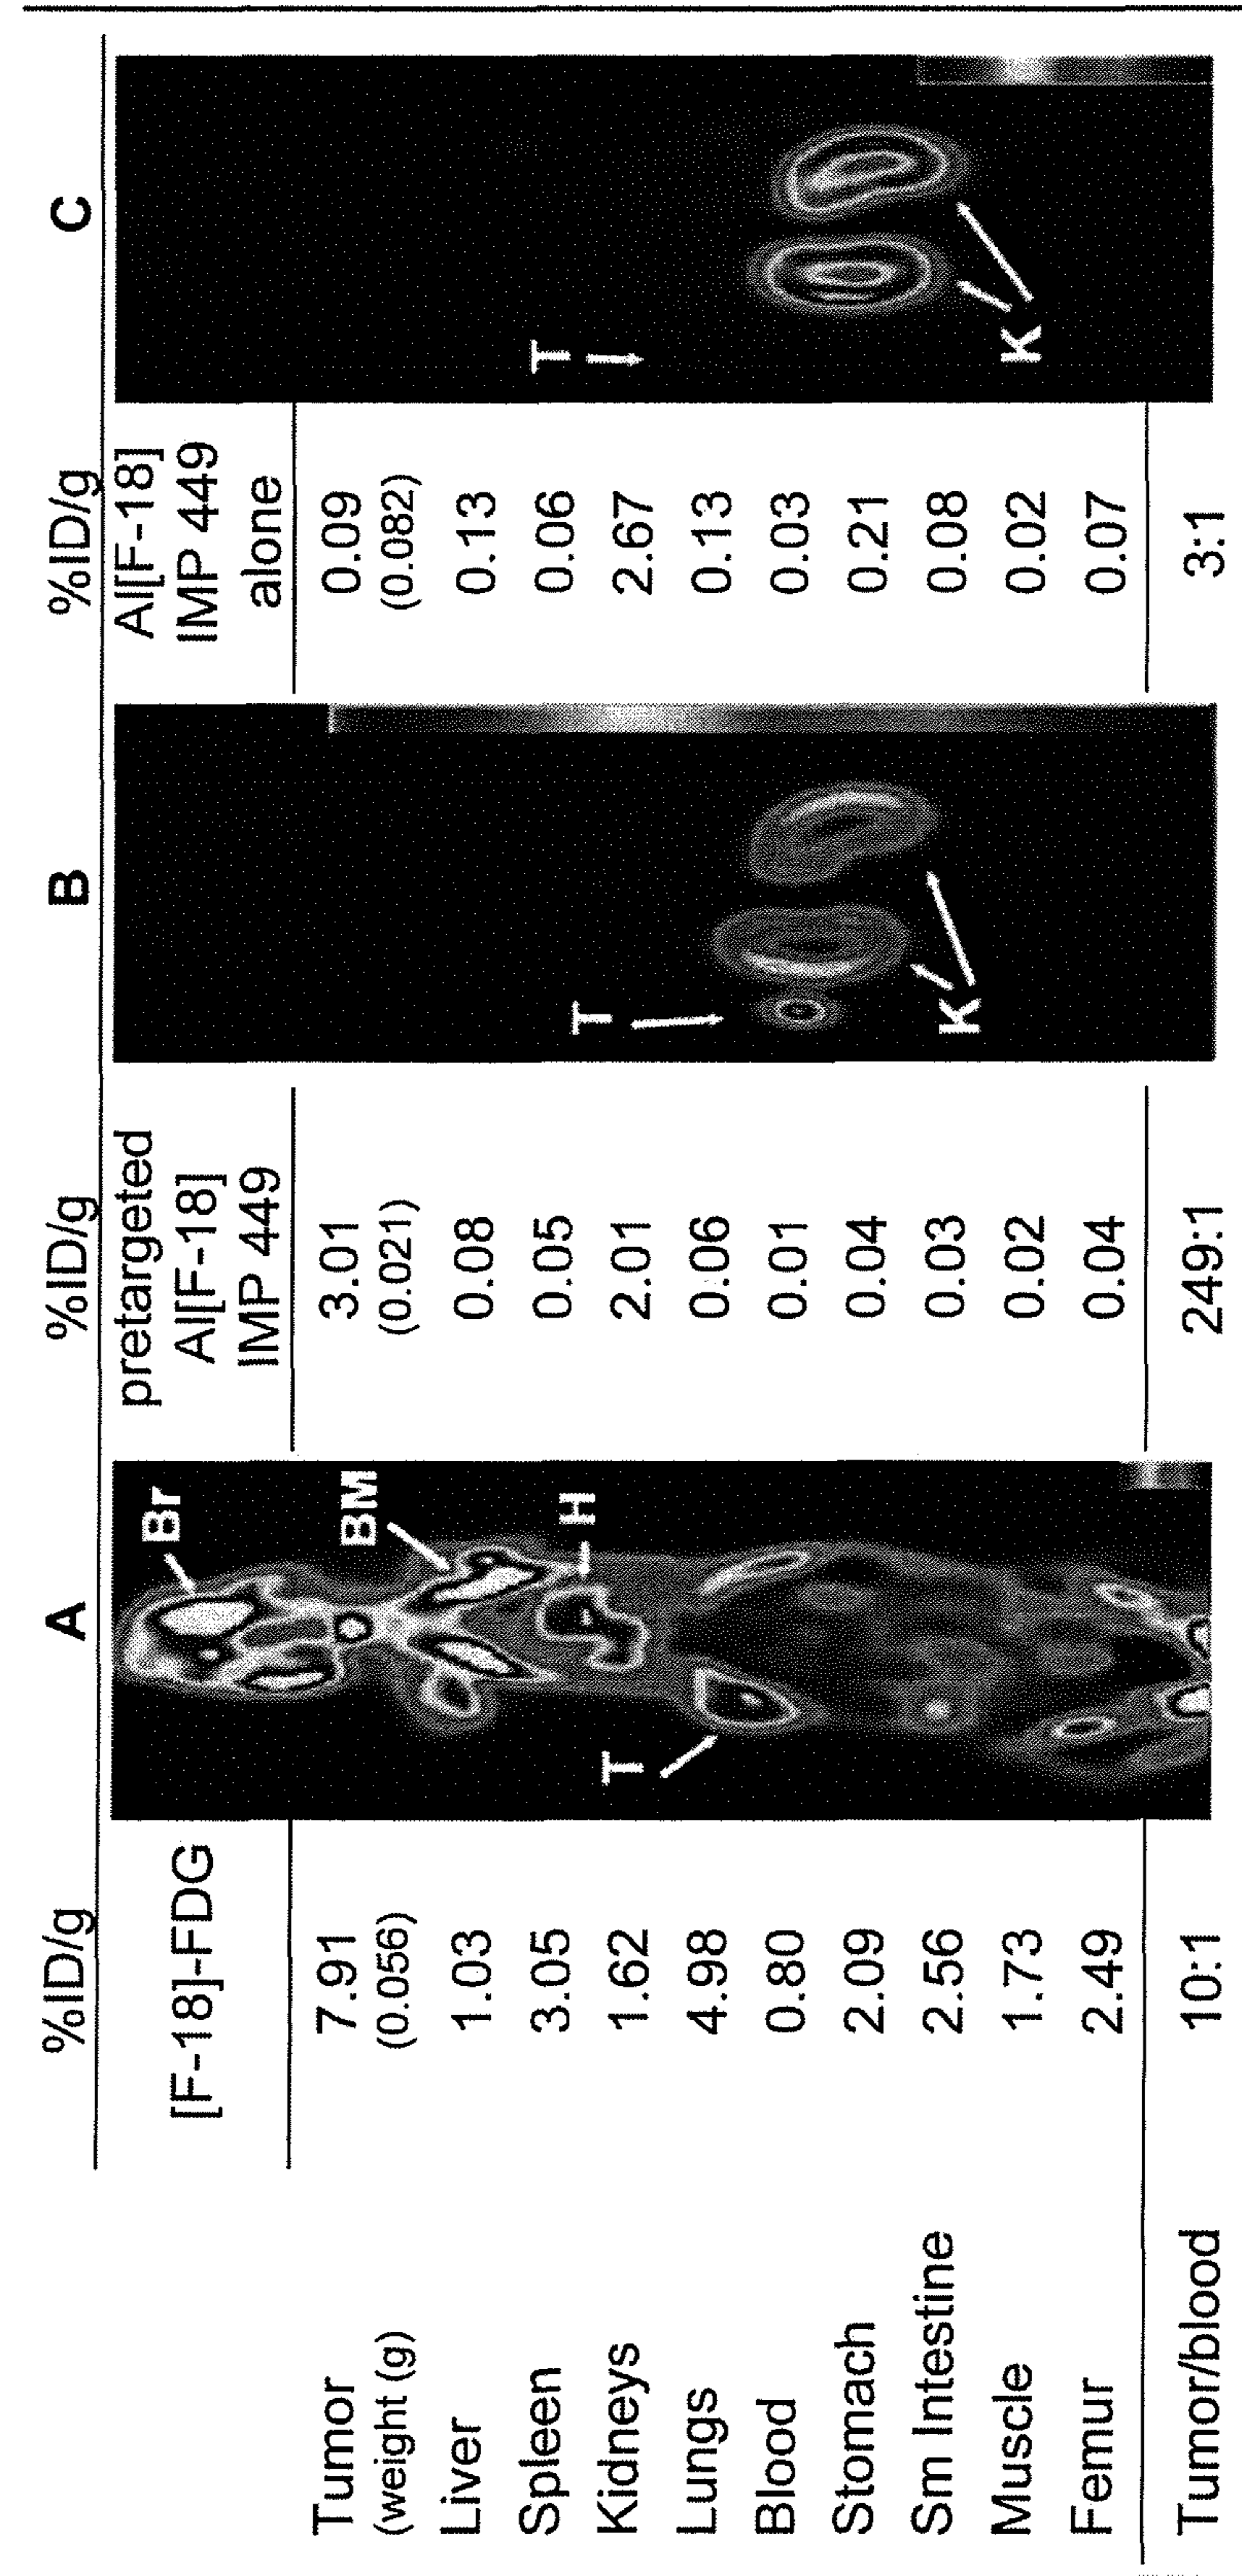 A B C
%ID/g %ID/g %ID/g
[F-18]-FDG
pretargeted Al[F-18] IMP 449
Al[F-18] IMP 449 alone
Br
BM
H
T
T
K
T
K
Tumor 7.91 3.01 0.09
(weight (g) (0.056) (0.021) (0.082)
Liver 1.03 0.08 0.13
Spleen 3.05 0.05 0.06
Kidneys 1.62 2.01 2.67
Lungs 4.98 0.06 0.13
Blood 0.80 0.01 0.03
Stomach 2.09 0.04 0.21
Sm Intestine 2.56 0.03 0.08
Muscle 1.73 0.02 0.02
Femur 2.49 0.04 0.07
Tumor/blood 10:1 249:1 3:1